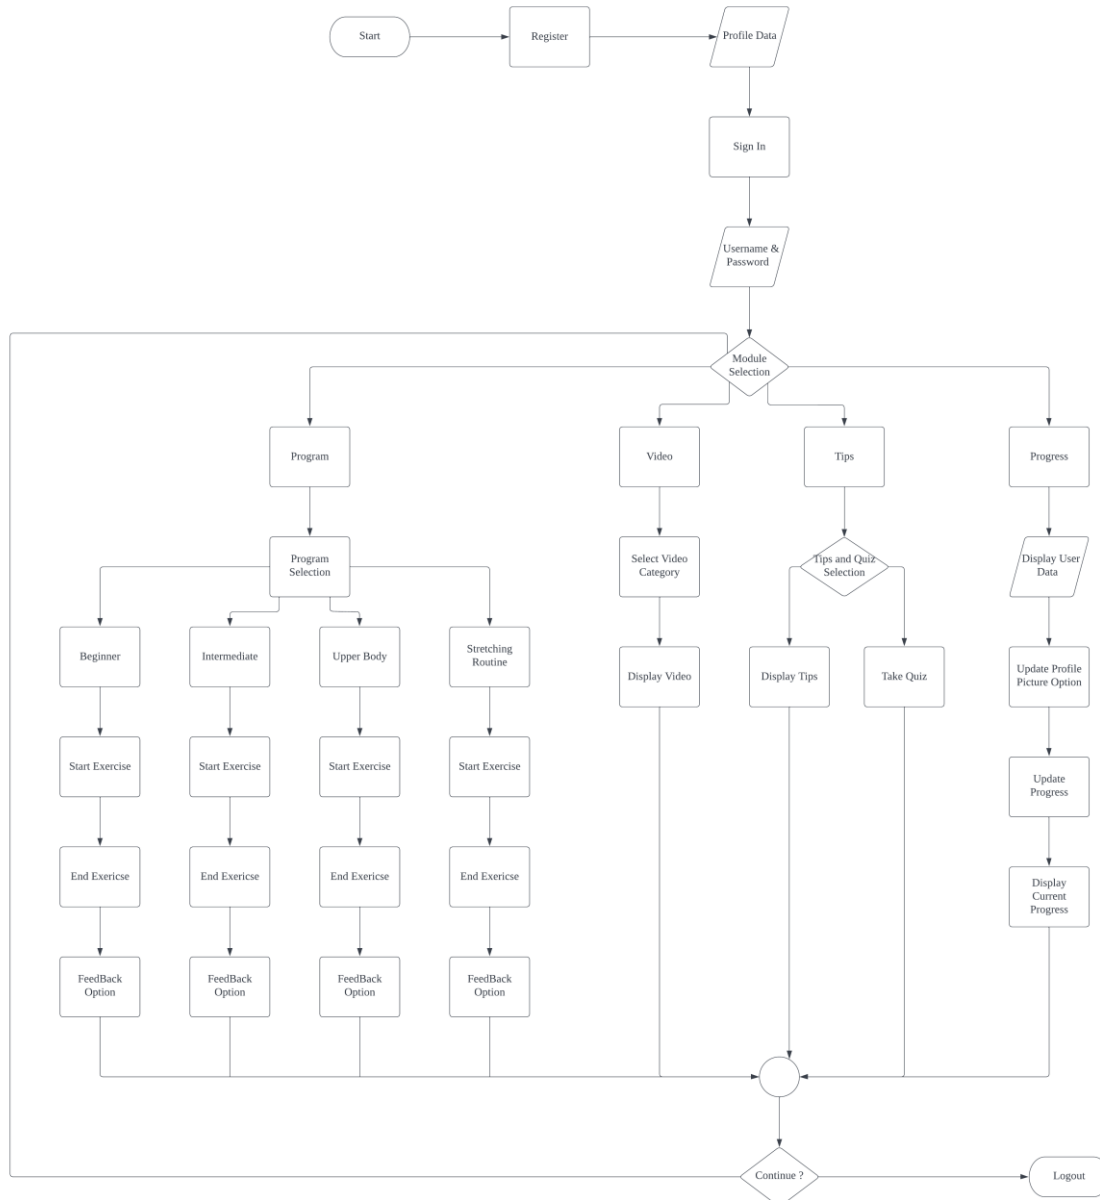 Start
Register
Profile Data
Sign In
Username &
Password
Module
Selection
Program
Video
Tips
Progress
Program
Selection
Select Video
Category
Tips and Quiz
Selection
Display User
Data
Beginner
Intermediate
Upper Body
Stretching
Routine
Display Video
Display Tips
Take Quiz
Update Profile
Picture Option
Start Exercise
Start Exercise
Start Exercise
Start Exercise
Update
Progress
End Exericse
End Exericse
End Exericse
End Exericse
Display
Current
Progress
FeedBack
Option
FeedBack
Option
FeedBack
Option
FeedBack
Option
Continue ?
Logout